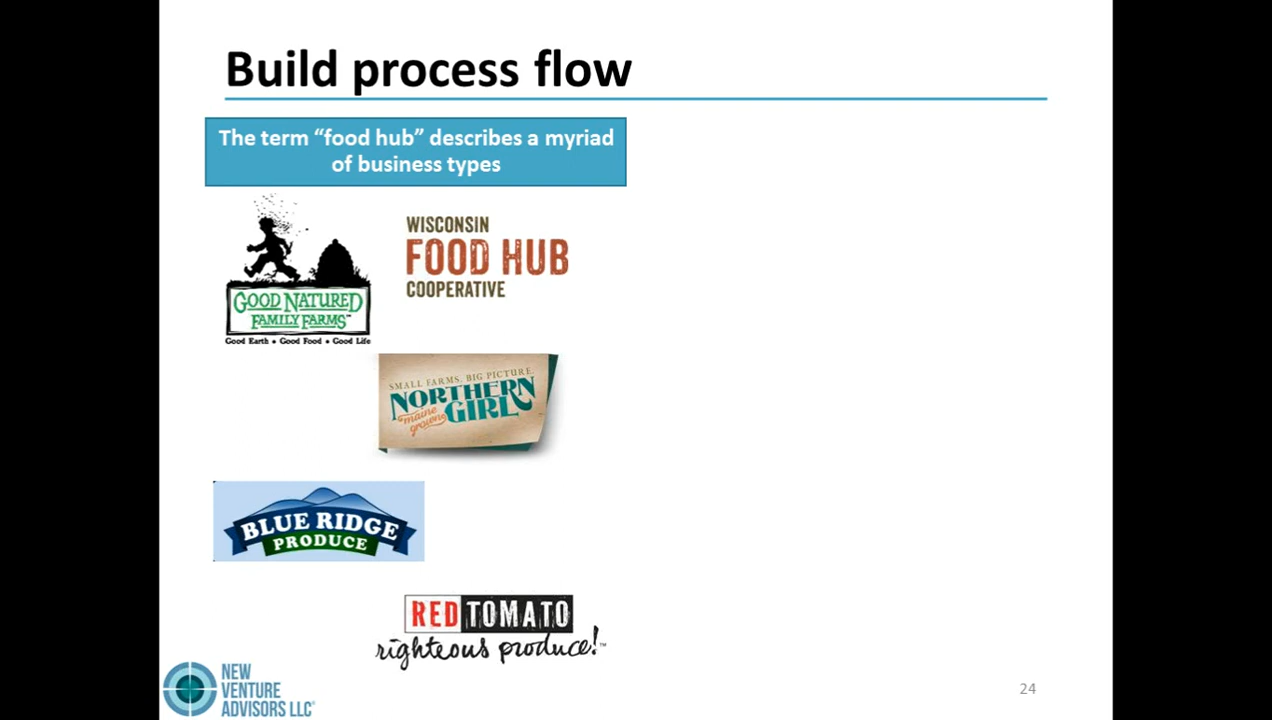 Build process flow
The term “food hub” describes a myriad
of business types
GOOD NATURED
FAMILY FARMS™
Good Earth • Good Food • Good Life
WISCONSIN
FOOD HUB
COOPERATIVE
SMALL FARMS. BIG PICTURE.
NORTHERN
GIRL
maine
grown
BLUE RIDGE
PRODUCE
RED TOMATO
righteous produce!™
NEW
VENTURE
ADVISORS LLC
24